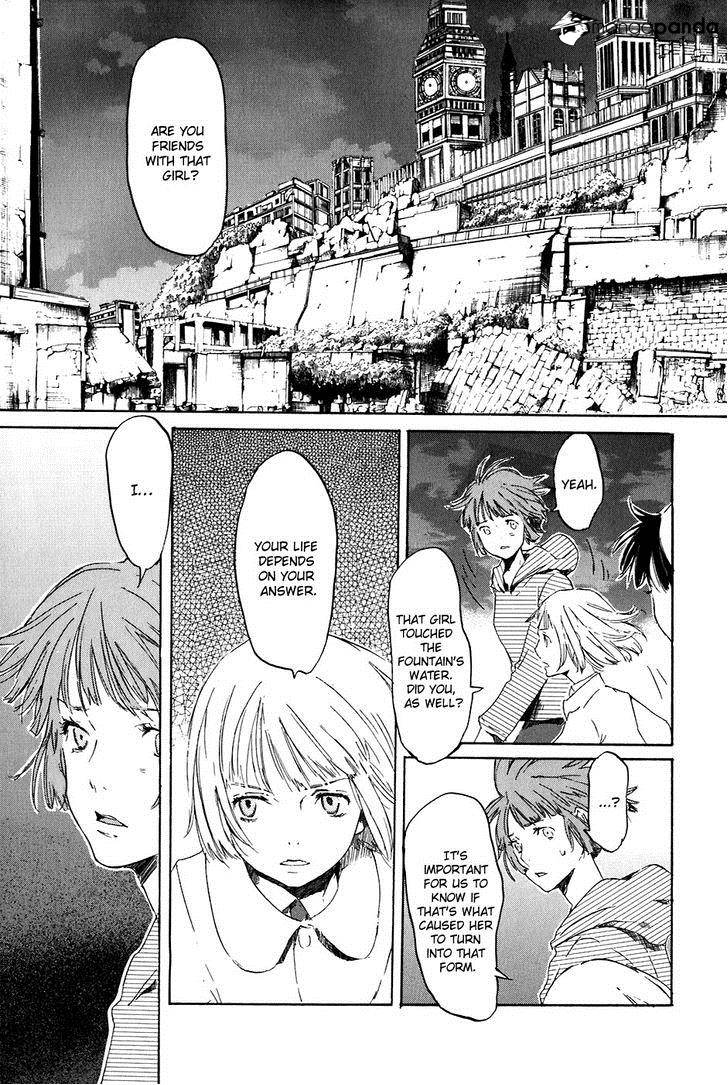 mangapanda
ARE YOU
FRIENDS
WITH THAT
GIRL?
YEAH.
THAT GIRL
TOUCHED
THE
FOUNTAIN'S
WATER.
DID YOU,
AS WELL?
...?
IT'S
IMPORTANT
FOR US TO
KNOW IF
THAT'S WHAT
CAUSED HER
TO TURN
INTO THAT
FORM.
YOUR LIFE
DEPENDS
ON YOUR
ANSWER.
I...